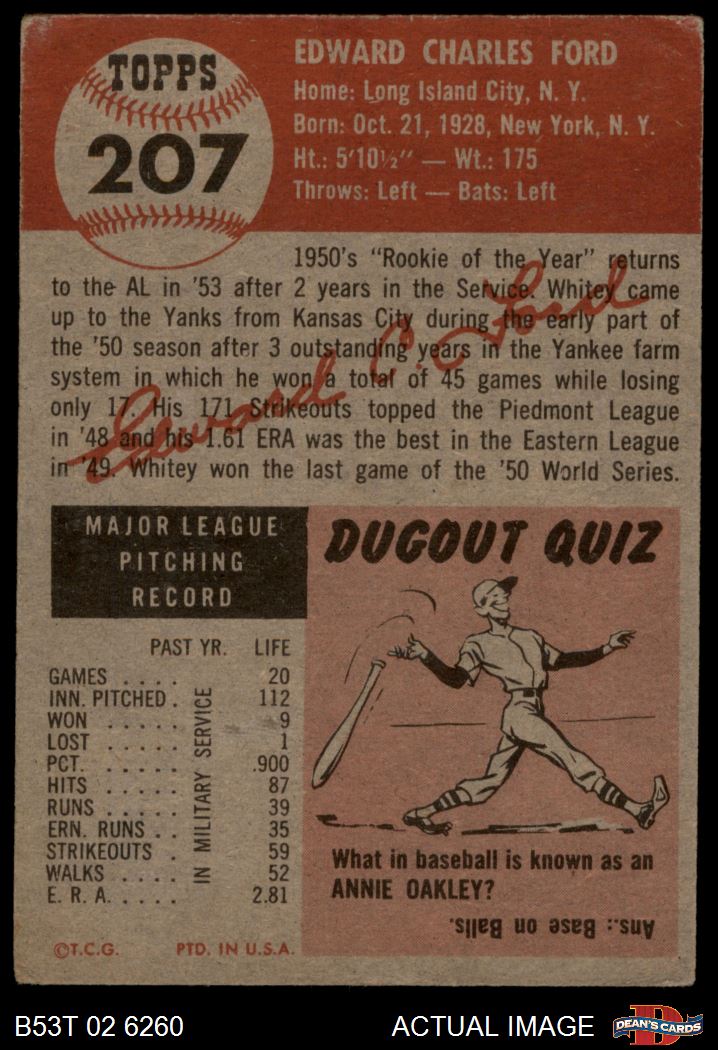 TOPPS
207
EDWARD CHARLES FORD
Home: Long Island City, N. Y.
Born: Oct. 21, 1928, New York, N. Y.
Ht.: 5'10½" — Wt.: 175
Throws: Left — Bats: Left
1950's "Rookie of the Year" returns
to the AL in '53 after 2 years in the Service. Whitey came
up to the Yanks from Kansas City during the early part of
the '50 season after 3 outstanding years in the Yankee farm
system in which he won a total of 45 games while losing
only 17. His 171 Strikeouts topped the Piedmont League
in '48 and his 1.61 ERA was the best in the Eastern League
in '49. Whitey won the last game of the '50 World Series.
Edward C. Ford
MAJOR LEAGUE
PITCHING
RECORD
PAST YR. LIFE
GAMES . . . . 20
INN. PITCHED . 112
WON . . . . . 9
LOST . . . . . 1
PCT. . . . . . .900
HITS . . . . . 87
RUNS . . . . . 39
ERN. RUNS . . 35
STRIKEOUTS . 59
WALKS . . . . 52
E. R. A. . . . . 2.81
IN MILITARY SERVICE
©T.C.G. PTD. IN U.S.A.
DUGOUT QUIZ
What in baseball is known as an
ANNIE OAKLEY?
Ans.: Base on Balls.
B53T 02 6260 ACTUAL IMAGE
D
DEAN'S CARDS